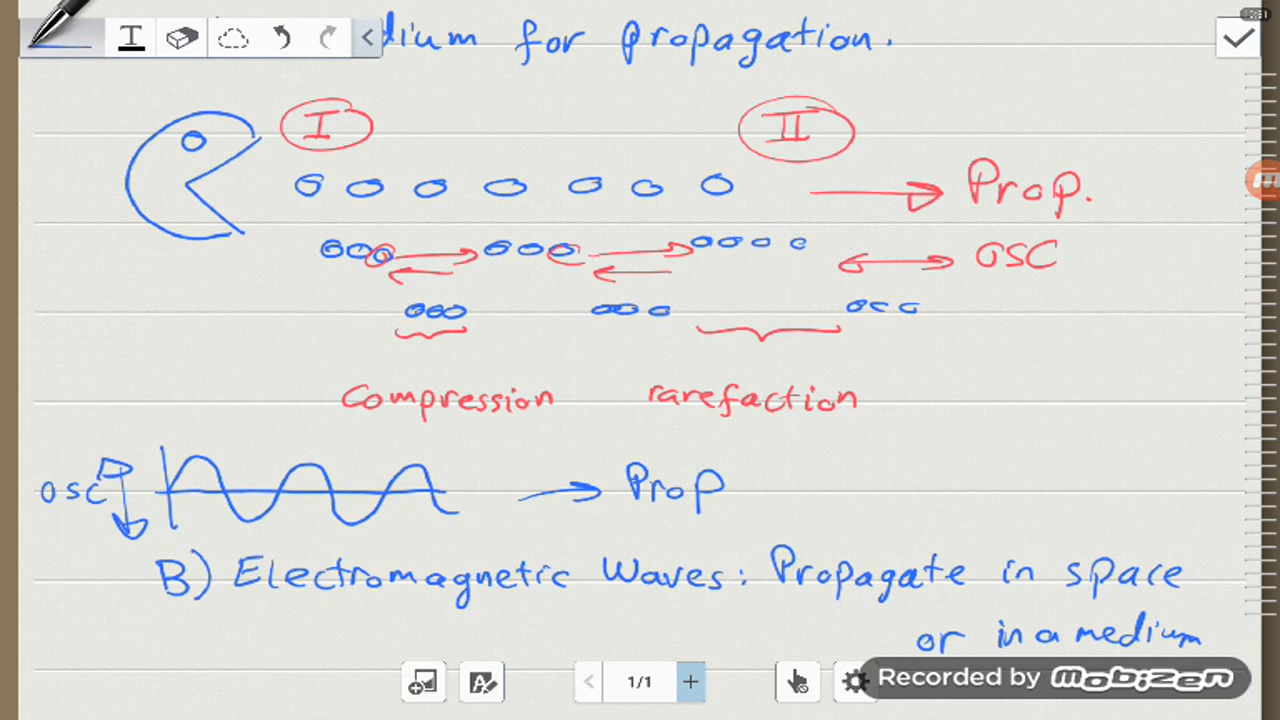 dium for propagation.
I II
Prop.
OSC
Compression rarefaction
OSC Prop
B) Electromagnetic Waves: Propagate in space
or in a medium
1/1
Recorded by mobizen